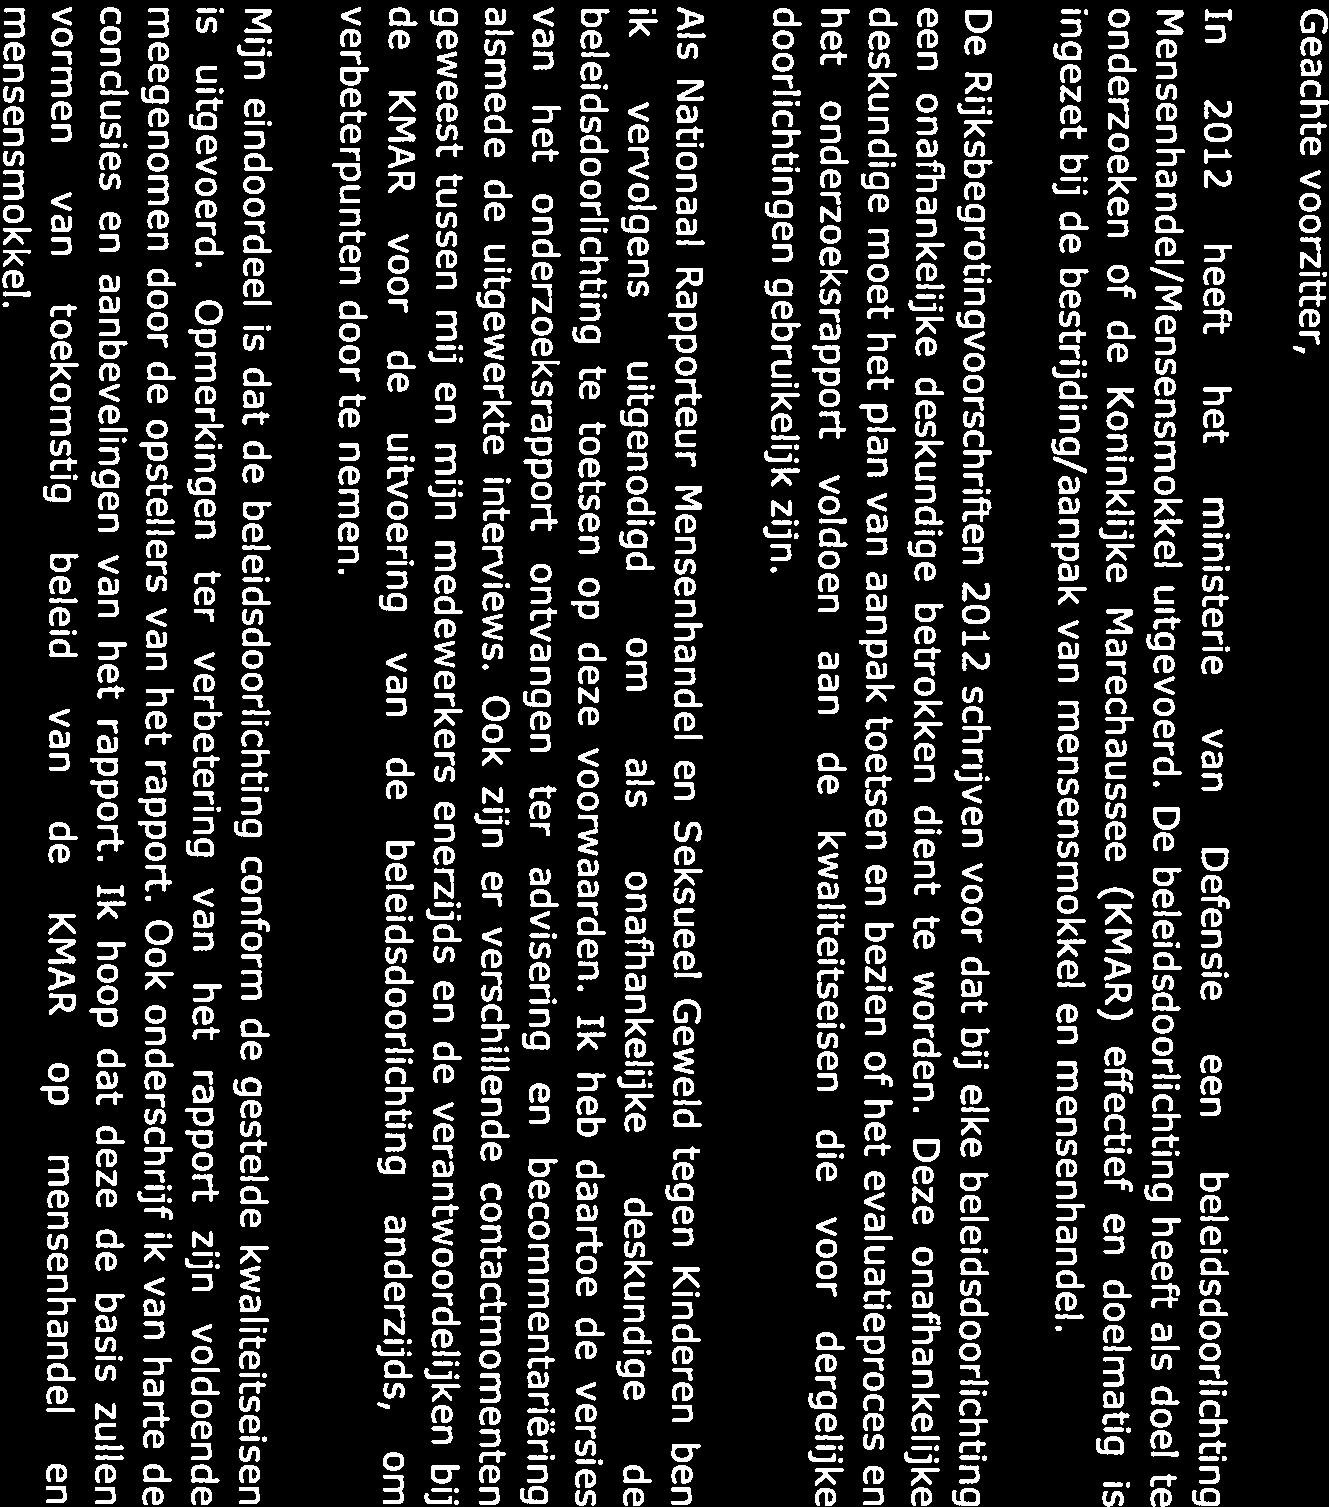 Geachte voorzitter,
In 2012 heeft het ministerie van Defensie een beleidsdoorlichting
Mensenhandel/Mensensmokkel uitgevoerd. De beleidsdoorlichting heeft als doel te
onderzoeken of de Koninklijke Marechaussee (KMAR) effectief en doelmatig is
ingezet bij de bestrijding/aanpak van mensensmokkel en mensenhandel.
De Rijksbegrotingvoorschriften 2012 schrijven voor dat bij elke beleidsdoorlichting
een onafhankelijke deskundige betrokken dient te worden. Deze onafhankelijke
deskundige moet het plan van aanpak toetsen en bezien of het evaluatieproces en
het onderzoeksrapport voldoen aan de kwaliteitseisen die voor dergelijke
doorlichtingen gebruikelijk zijn.
Als Nationaal Rapporteur Mensenhandel en Seksueel Geweld tegen Kinderen ben
ik vervolgens uitgenodigd om als onafhankelijke deskundige de
beleidsdoorlichting te toetsen op deze voorwaarden. Ik heb daartoe de versies
van het onderzoeksrapport ontvangen ter advisering en becommentariëring
alsmede de uitgewerkte interviews. Ook zijn er verschillende contactmomenten
geweest tussen mij en mijn medewerkers enerzijds en de verantwoordelijken bij
de KMAR voor de uitvoering van de beleidsdoorlichting anderzijds, om
verbeterpunten door te nemen.
Mijn eindoordeel is dat de beleidsdoorlichting conform de gestelde kwaliteitseisen
is uitgevoerd. Opmerkingen ter verbetering van het rapport zijn voldoende
meegenomen door de opstellers van het rapport. Ook onderschrijf ik van harte de
conclusies en aanbevelingen van het rapport. Ik hoop dat deze de basis zullen
vormen van toekomstig beleid van de KMAR op mensenhandel en
mensensmokkel.